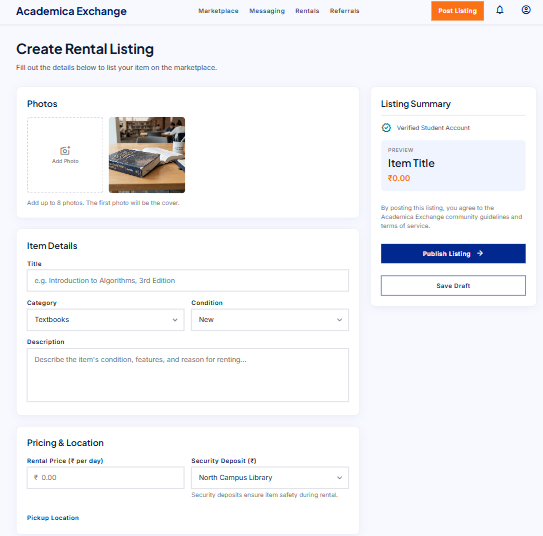 Academica Exchange
Marketplace Messaging Rentals Referrals
Post Listing
Create Rental Listing
Fill out the details below to list your item on the marketplace.
Photos
Add Photo
Add up to 8 photos. The first photo will be the cover.
Item Details
Title
e.g. Introduction to Algorithms, 3rd Edition
Category Condition
Textbooks New
Description
Describe the item's condition, features, and reason for renting...
Pricing & Location
Rental Price (₹ per day) Security Deposit (₹)
₹ 0.00 North Campus Library
Security deposits ensure item safety during rental.
Pickup Location
Listing Summary
Verified Student Account
PREVIEW
Item Title
₹0.00
By posting this listing, you agree to the
Academica Exchange community guidelines and
terms of service.
Publish Listing →
Save Draft